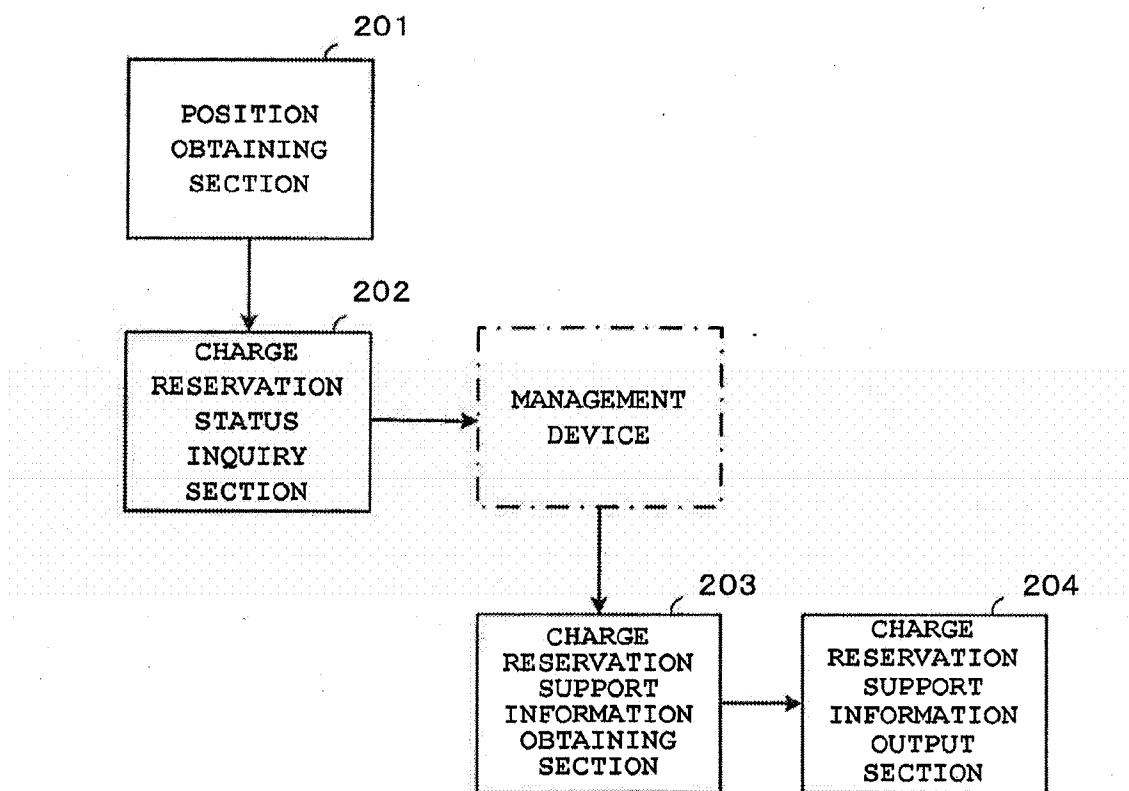 201
POSITION
OBTAINING
SECTION
202
CHARGE
RESERVATION
STATUS
INQUIRY
SECTION
MANAGEMENT
DEVICE
203
CHARGE
RESERVATION
SUPPORT
INFORMATION
OBTAINING
SECTION
204
CHARGE
RESERVATION
SUPPORT
INFORMATION
OUTPUT
SECTION